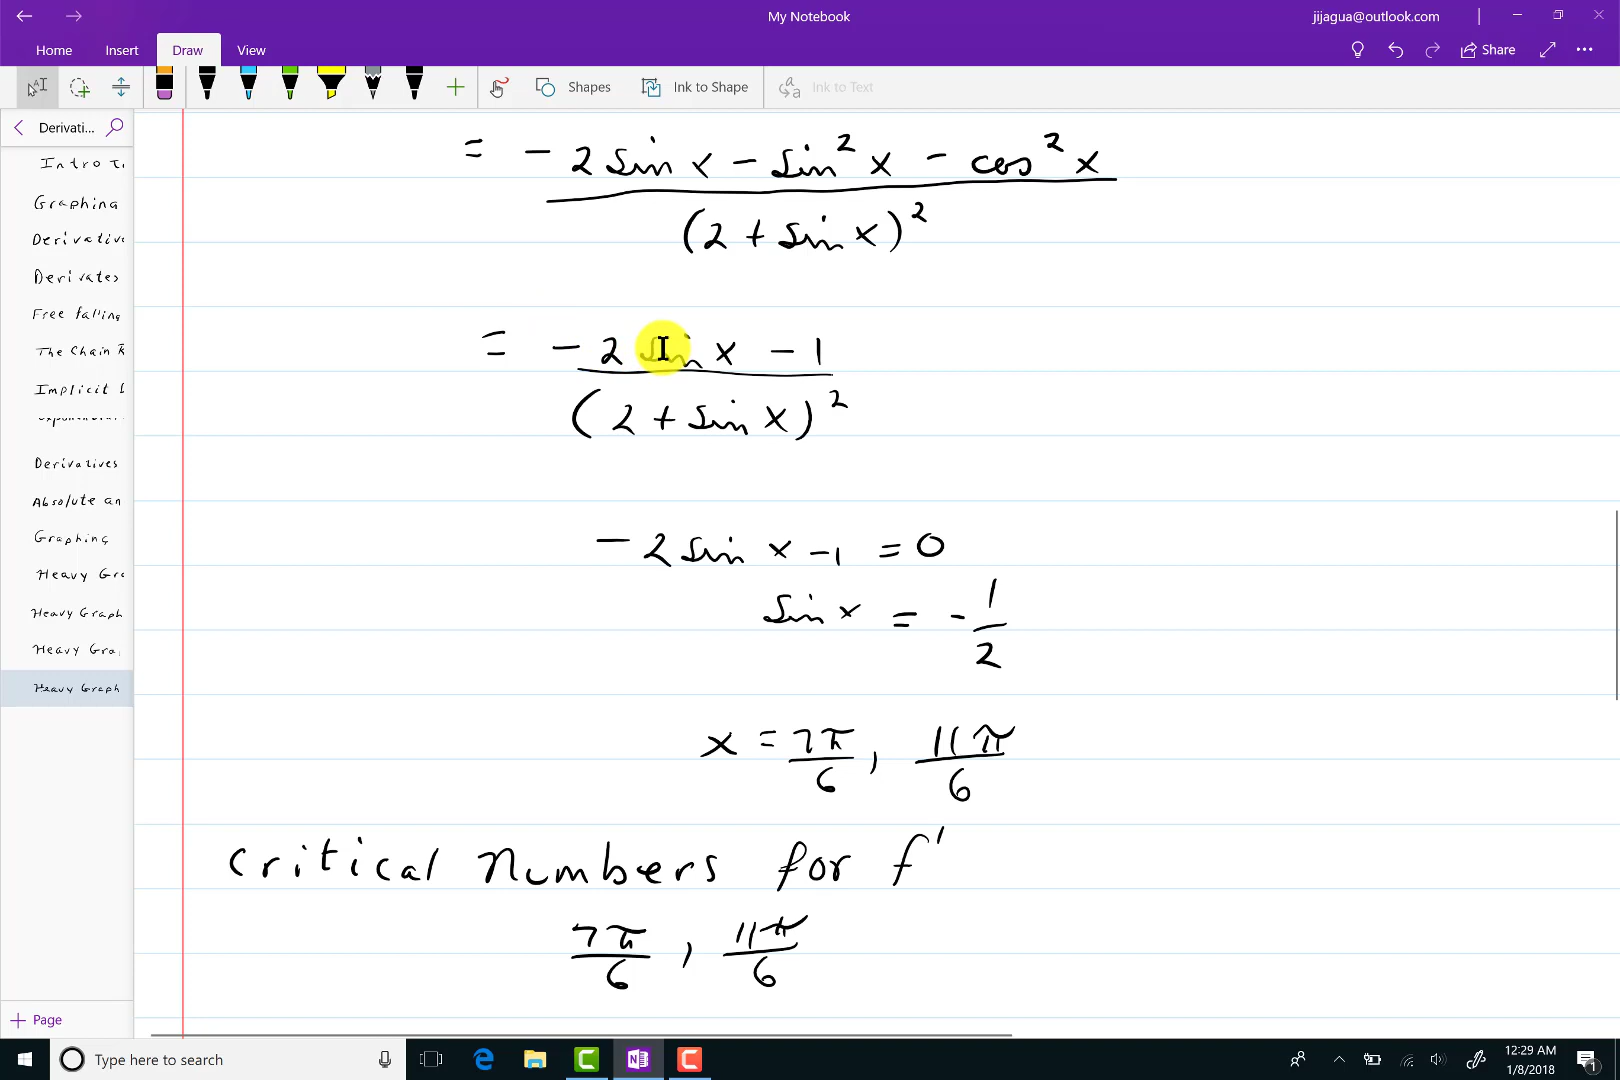 My Notebook
jijagua@outlook.com
Home Insert Draw View
Share
Shapes Ink to Shape Ink to Text
Derivati...
Intro t
Graphing
Derivative
Derivates
Free falling
The Chain R
Implicit D
Derivatives
Absolute an
Graphing
Heavy Gra
Heavy Graph
Heavy Gra
Heavy Graph
Page
= - 2 sin x - sin² x - cos² x
(2 + sin x)²
= - 2 sin x - 1
(2 + sin x)²
- 2 sin x - 1 = 0
sin x = - 1/2
x = 7π/6, 11π/6
Critical Numbers for f'
7π/6, 11π/6
Type here to search
12:29 AM
1/8/2018
1